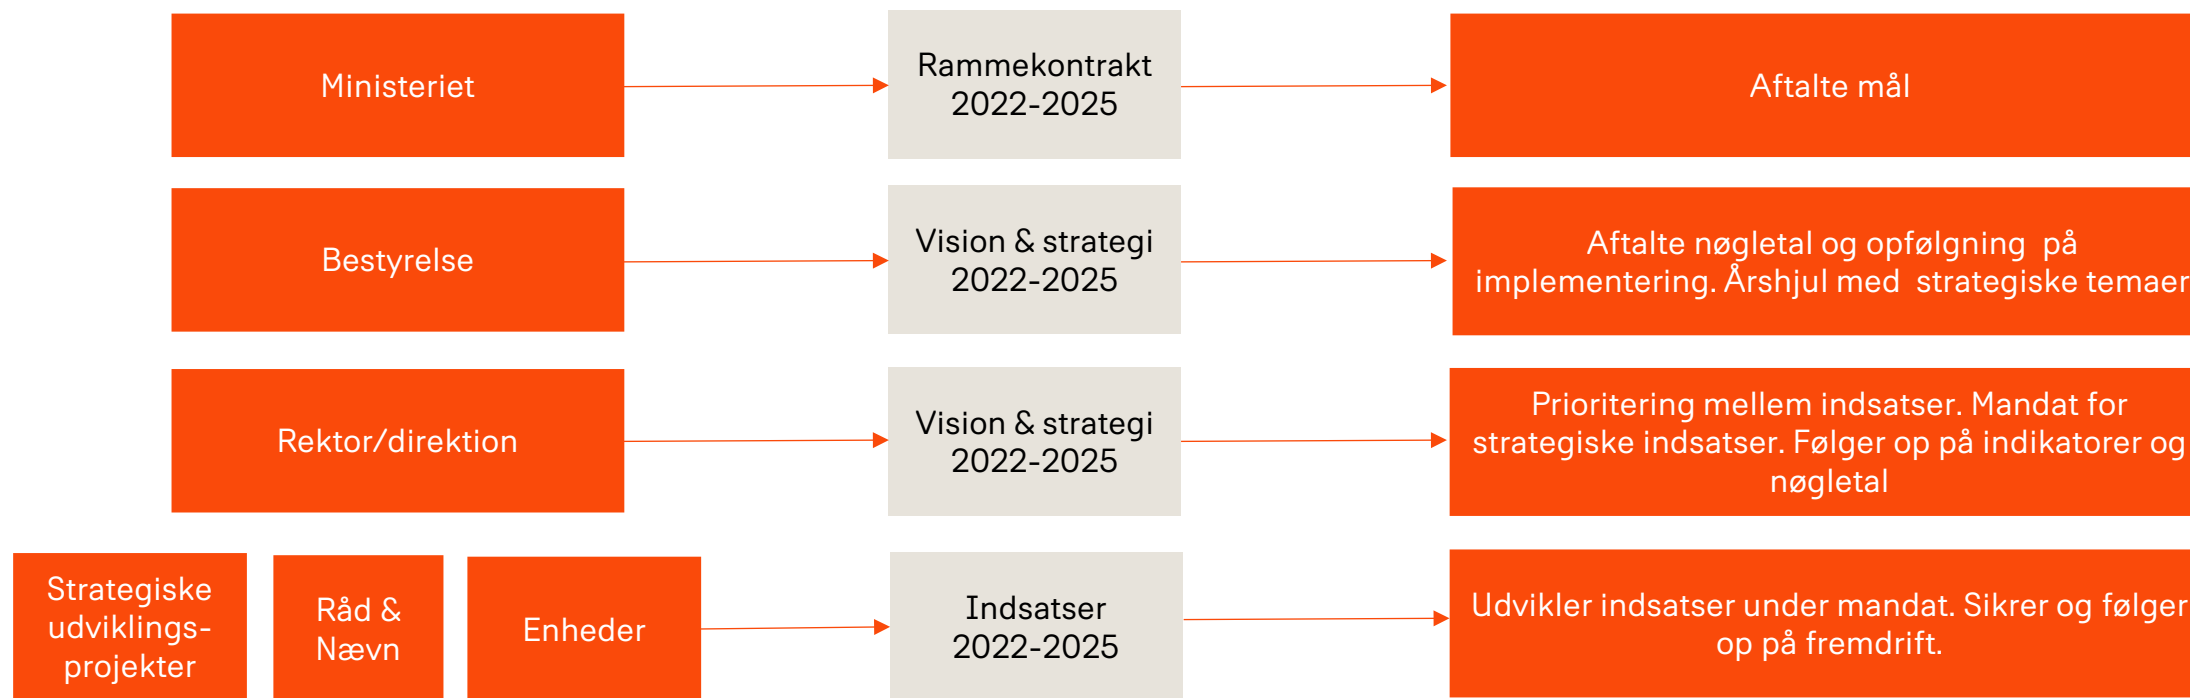 Ministeriet
Rammekontrakt
2022-2025
Aftalte mål
Bestyrelse
Vision & strategi
2022-2025
Aftalte nøgletal og opfølgning på
implementering. Årshjul med strategiske temaer
Rektor/direktion
Vision & strategi
2022-2025
Prioritering mellem indsatser. Mandat for
strategiske indsatser. Følger op på indikatorer og
nøgletal
Strategiske
udviklings-
projekter
Råd &
Nævn
Enheder
Indsatser
2022-2025
Udvikler indsatser under mandat. Sikrer og følger
op på fremdrift.